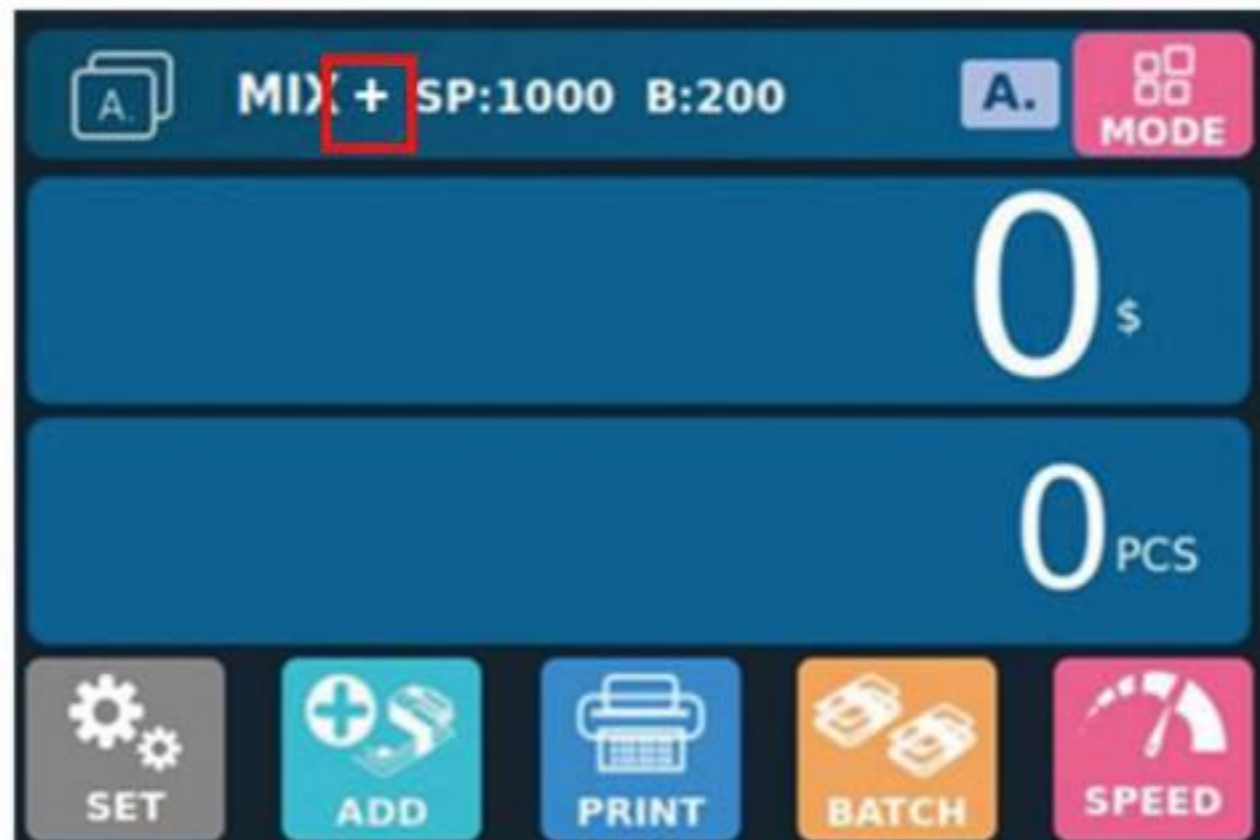 A. MIX + SP:1000 B:200 A. MODE
0 $
0 PCS
SET ADD PRINT BATCH SPEED